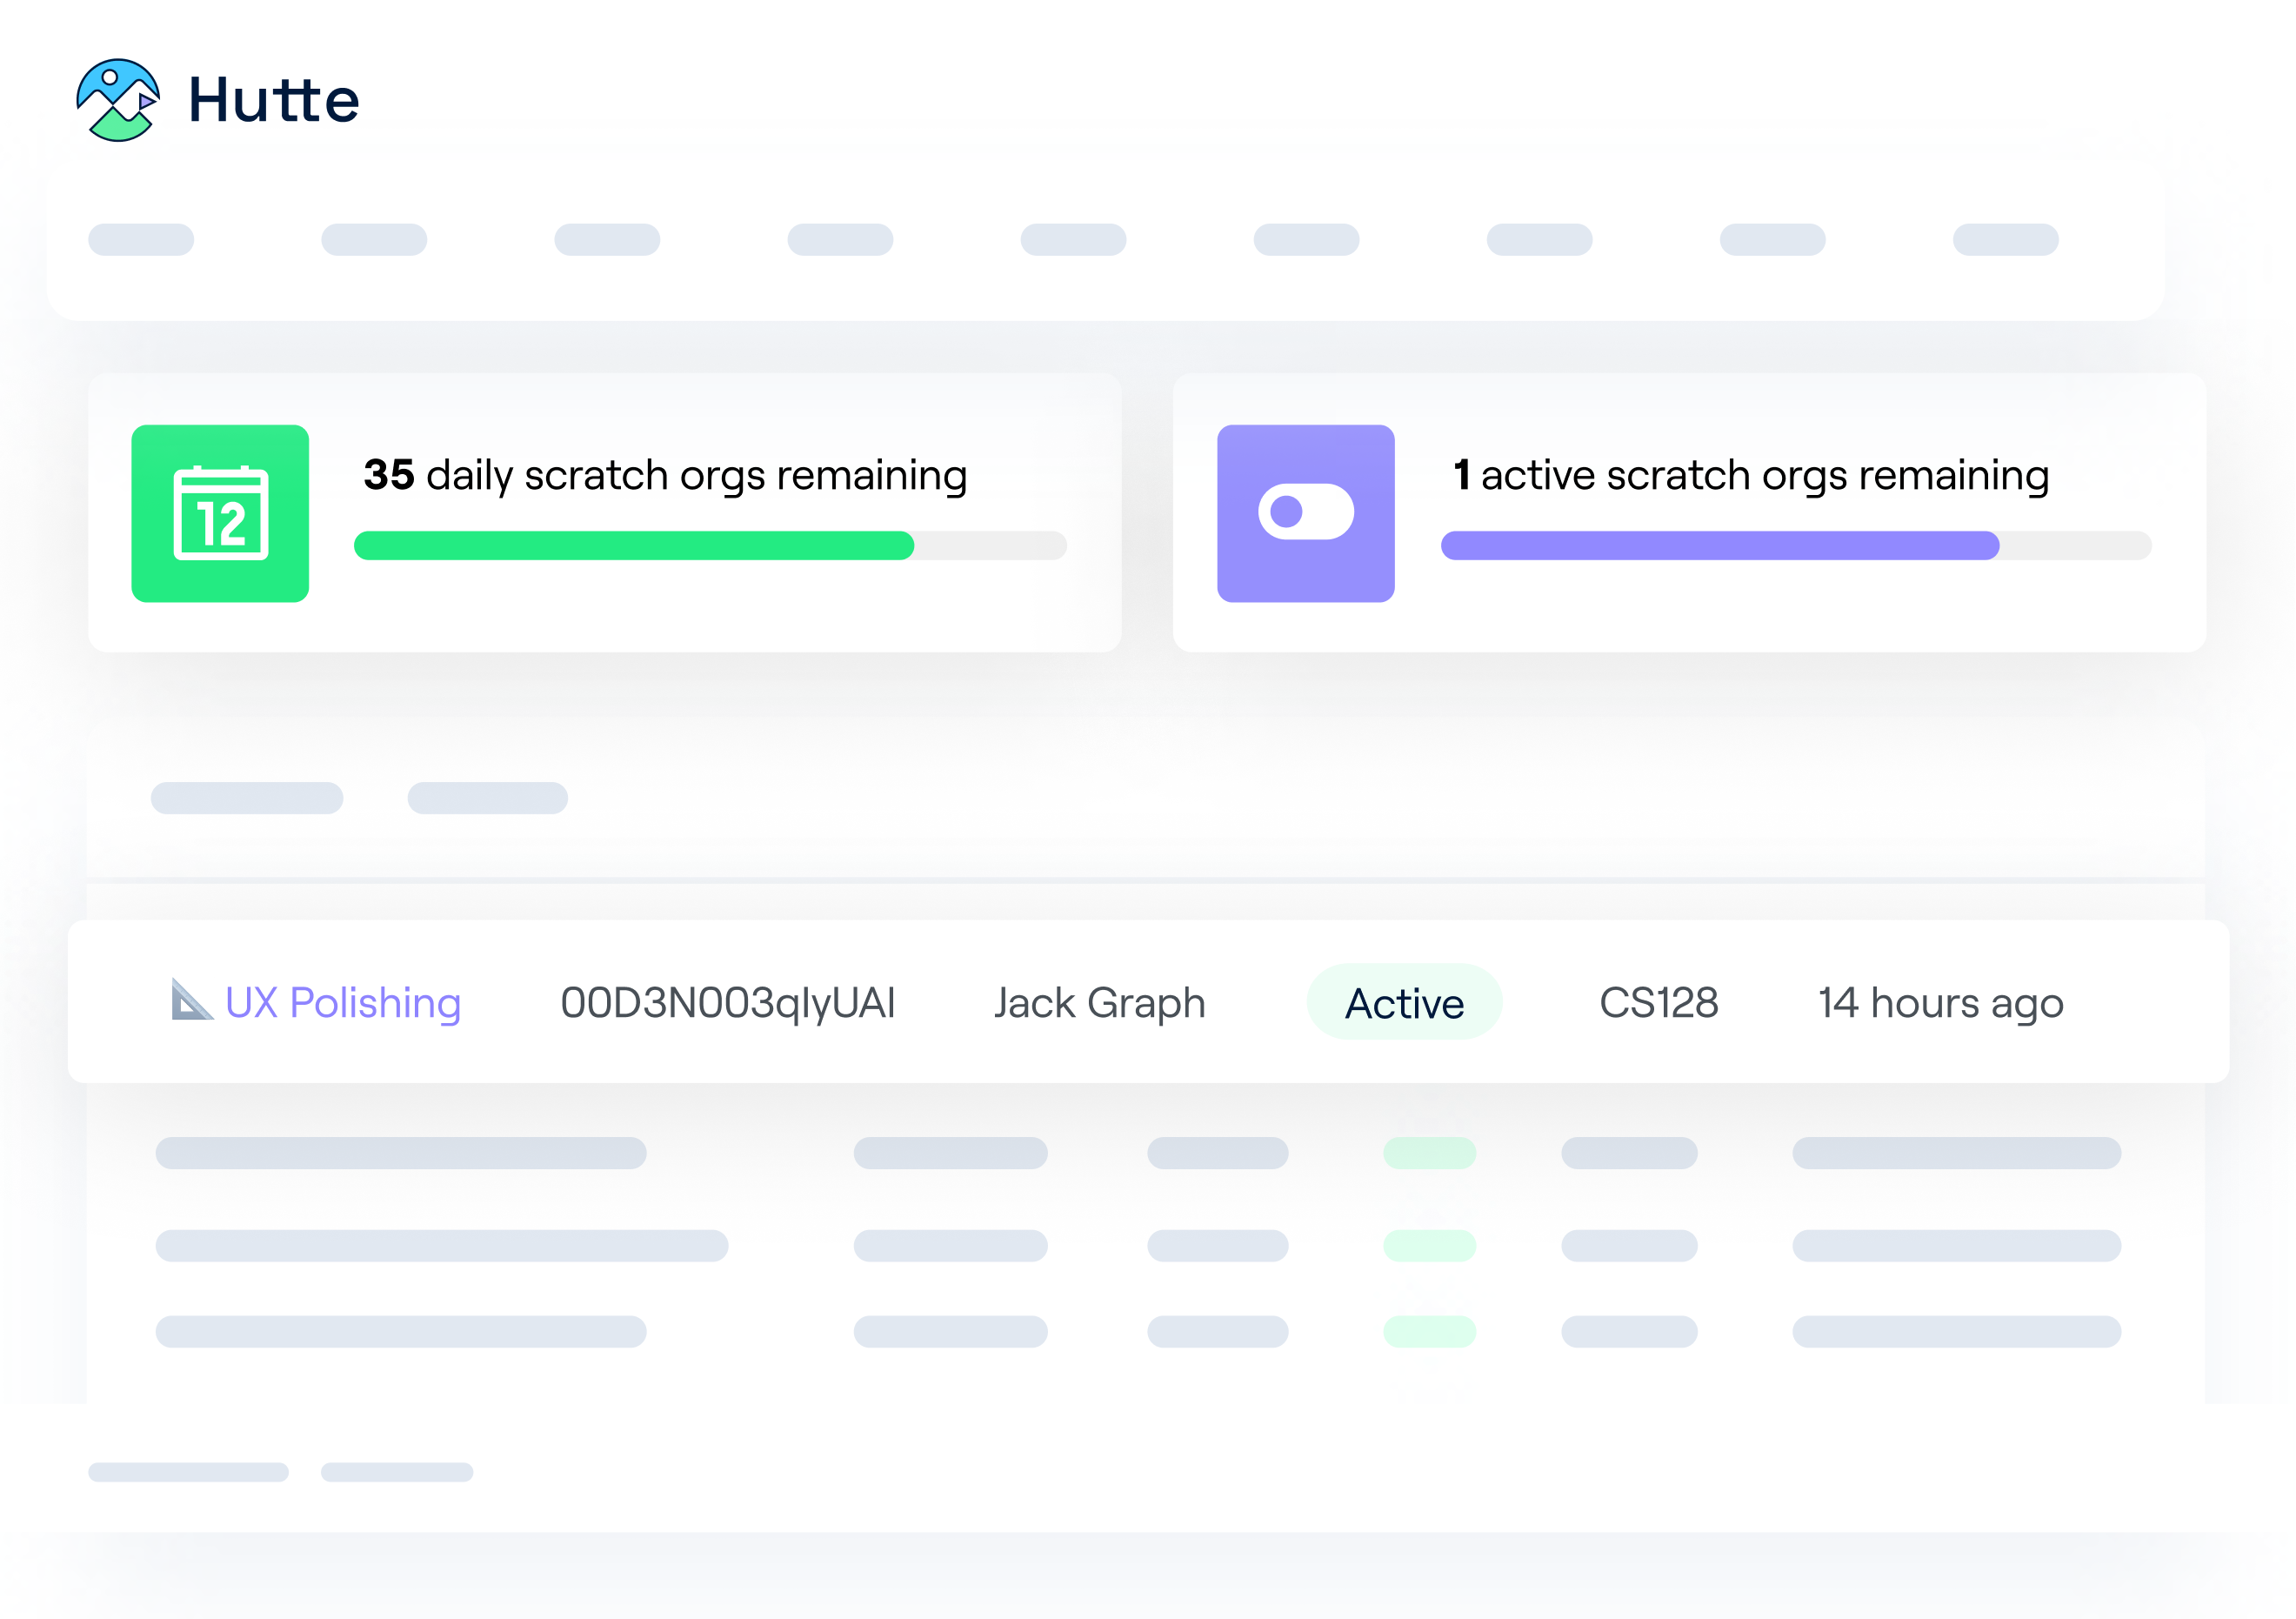 Hutte
12
35 daily scratch orgs remaining
1 active scratch orgs remaining
UX Polishing 00D3N003qlyUAI Jack Graph Active CS128 14 hours ago